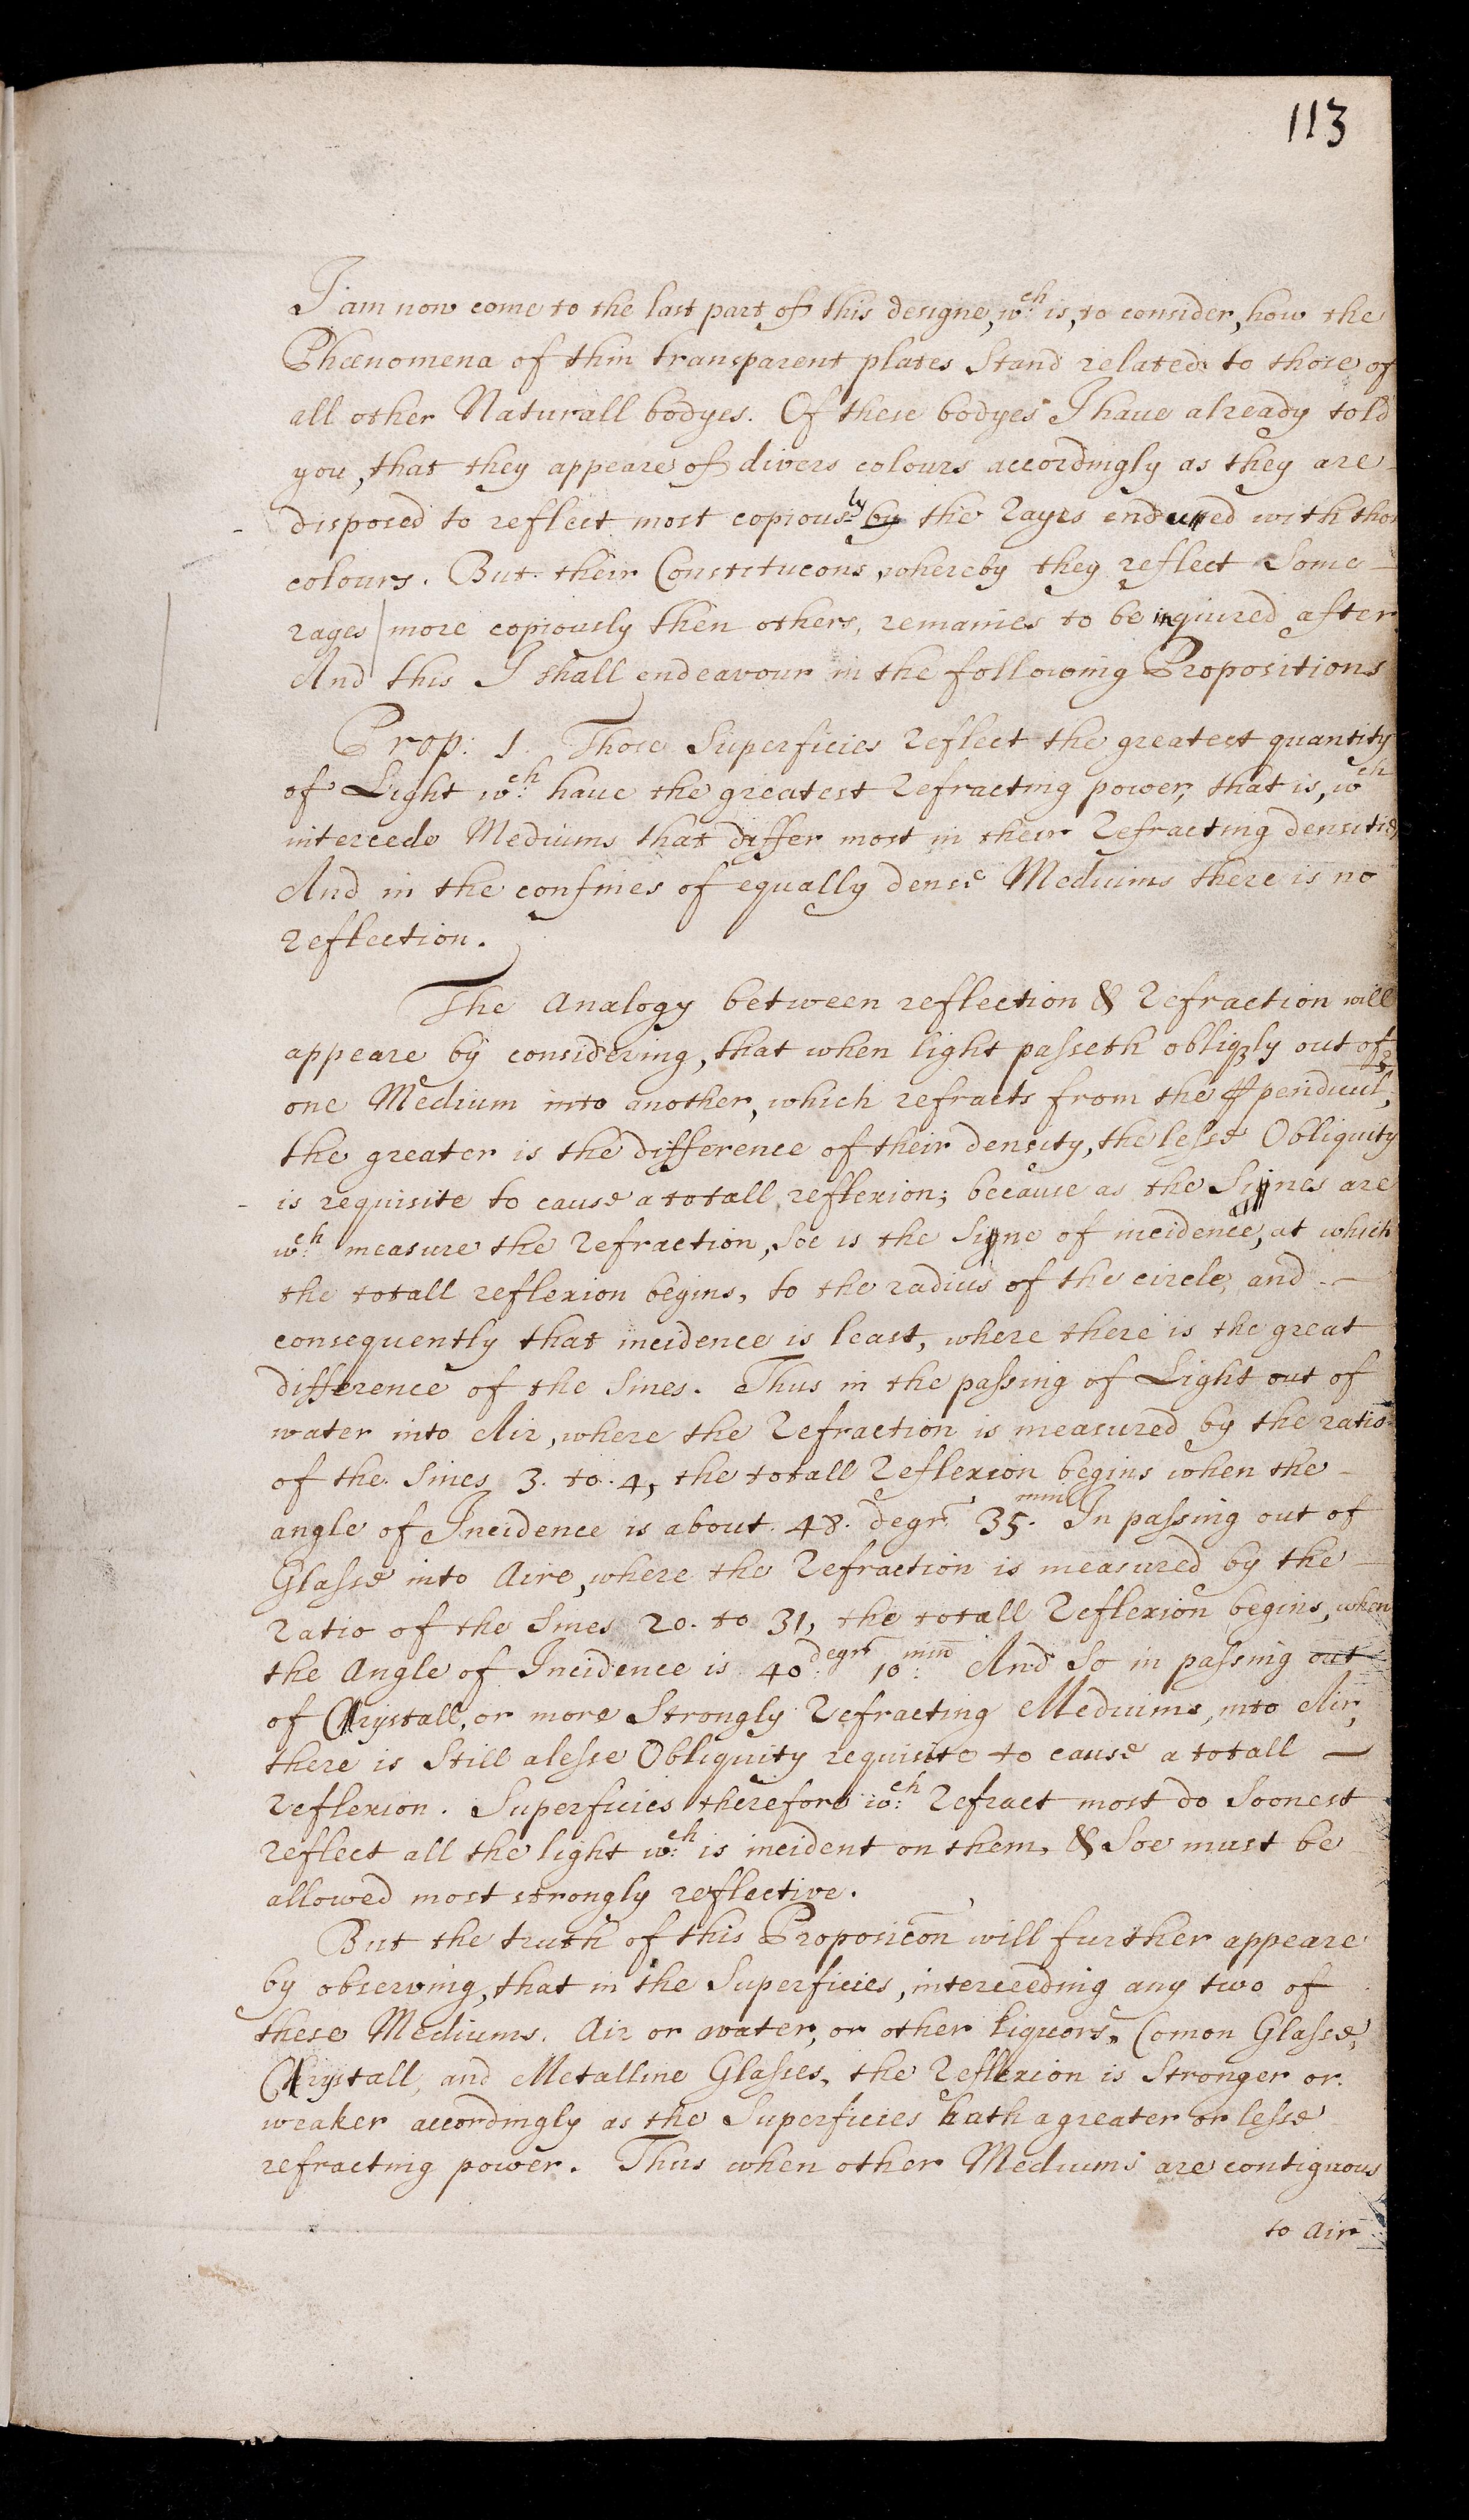 113
I am now come to the last part of this designe, wch is, to consider, how the
Phænomena of thin transparent plates Stand related to those of
all other Naturall bodyes. Of these bodyes I haue already told
you, that they appeare of divers colours accordingly as they are
disposed to reflect most copiously by the Rayes endued with thos
colours. But their Constitucons, whereby they reflect Some
rayes more copiously then others, remaines to be inquired after
And this I shall endeavour in the following Propositions
Prop: 1. Those Superficies reflect the greatest quantity
of Light wch: haue the greatest Refracting power, that is, wch
intercede Mediums that differ most in their Refracting densities
And in the confines of equally dense Mediums there is no
reflection.
The Analogy between reflection & Refraction will
appeare by considering, that when light passeth obliqly out of
one Medium into another, which refracts from the ppendicul,
the greater is the difference of their density, the lesse Obliquity
is requisite to cause a totall reflexion; because as the Sines are
wch: measure the Refraction, Soe is the Sine of incidence, at which
the totall reflexion begins, to the radius of the circle, and
consequently that incidence is least, where there is the great
difference of the Sines. Thus in the passing of Light out of
water into Air, where the Refraction is measured by the ratio
of the Sines 3. to. 4, the totall Reflexion begins when the
angle of Incidence is about. 48. degr 35. min In passing out of
Glasse into Aire, where the Refraction is measured by the
Ratio of the Sines 20. to 31, the totall Reflexion begins, when
the Angle of Incidence is 40 degr: 10 min: And So in passing out
of Crystall, or more Strongly Refracting Mediums, into Air,
there is Still a lesse Obliquity requisite to cause a totall
Reflexion. Superficies therefore wch: Refract most do Soonest
reflect all the light wch: is incident on them, & Soe must be
allowed most strongly reflective.
But the truth of this Proposicon will further appeare
by observing, that in the Superficies, interceeding any two of
these Mediums, Air or water, or other liquors, Comon Glasse,
Crystall, and Metalline Glasses, the Reflexion is Stronger or
weaker accordingly as the Superficies hath a greater or lesse
refracting power. Thus when other Mediums are contiguous
to Air